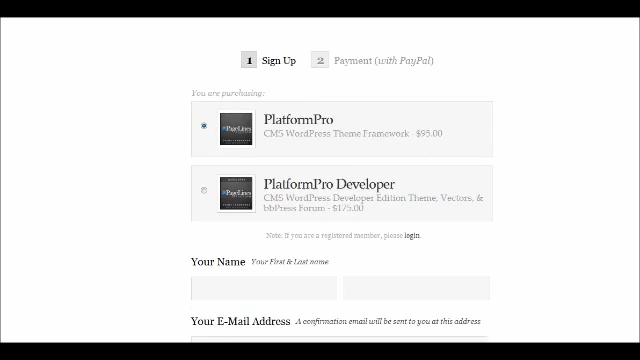 1 Sign Up 2 Payment (with PayPal)
You are purchasing:
PlatformPro
CMS WordPress Theme Framework - $95.00
PageLines
PlatformPro Developer
CMS WordPress Developer Edition Theme, Vectors, &
bbPress Forum - $175.00
PageLines
Note: If you are a registered member, please login.
Your Name Your First & Last name
Your E-Mail Address A confirmation email will be sent to you at this address